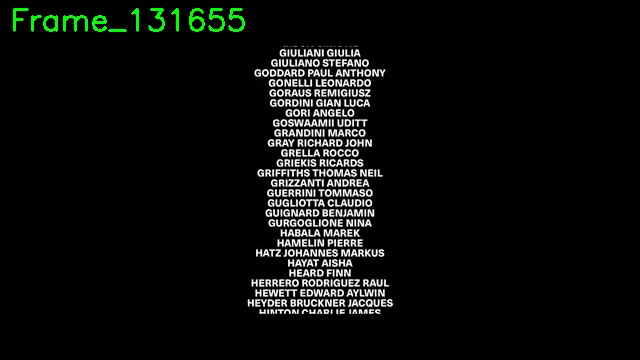 Frame_131655
GIULIANI GIULIA
GIULIANO STEFANO
GODDARD PAUL ANTHONY
GONELLI LEONARDO
GORAUS REMIGIUSZ
GORDINI GIAN LUCA
GORI ANGELO
GOSWAAMII UDITT
GRANDINI MARCO
GRAY RICHARD JOHN
GRELLA ROCCO
GRIEKIS RICARDS
GRIFFITHS THOMAS NEIL
GRIZZANTI ANDREA
GUERRINI TOMMASO
GUGLIOTTA CLAUDIO
GUIGNARD BENJAMIN
GURGOGLIONE NINA
HABALA MAREK
HAMELIN PIERRE
HATZ JOHANNES MARKUS
HAYAT AISHA
HEARD FINN
HERRERO RODRIGUEZ RAUL
HEWETT EDWARD AYLWIN
HEYDER BRUCKNER JACQUES
HINTON CHARLIE JAMES